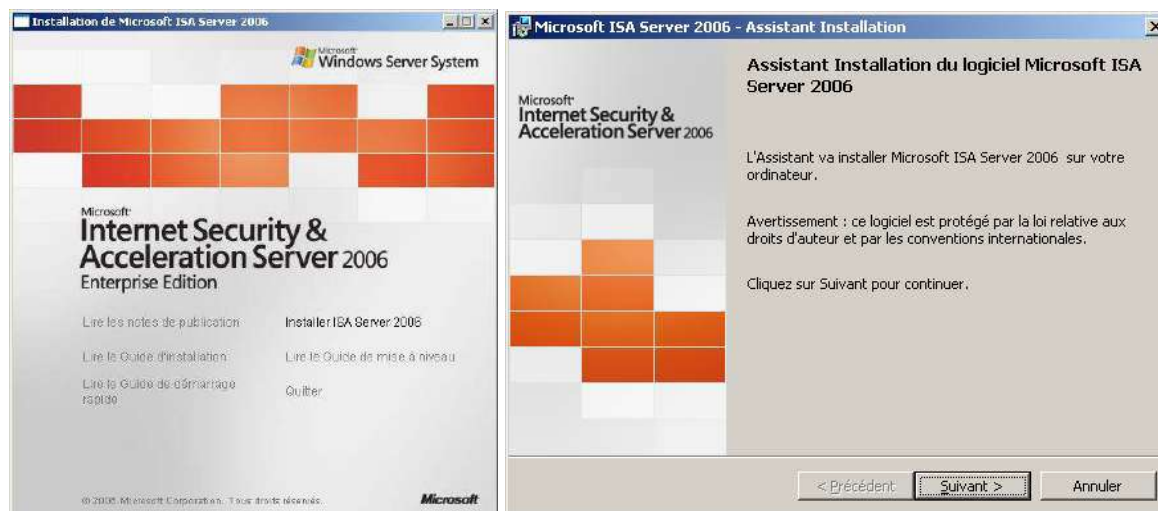 Installation de Microsoft ISA Server 2006
Microsoft
Windows Server System
Microsoft
Internet Security &
Acceleration Server 2006
Enterprise Edition
Lire les notes de publication
Installer ISA Server 2006
Lire le Guide d'installation
Lire le Guide de mise à niveau
Lire le Guide de démarrage
rapide
Quitter
© 2006 Microsoft Corporation. Tous droits réservés.
Microsoft
Microsoft ISA Server 2006 - Assistant Installation
Microsoft
Internet Security &
Acceleration Server 2006
Assistant Installation du logiciel Microsoft ISA
Server 2006
L'Assistant va installer Microsoft ISA Server 2006 sur votre
ordinateur.
Avertissement : ce logiciel est protégé par la loi relative aux
droits d'auteur et par les conventions internationales.
Cliquez sur Suivant pour continuer.
< Précédent
Suivant >
Annuler